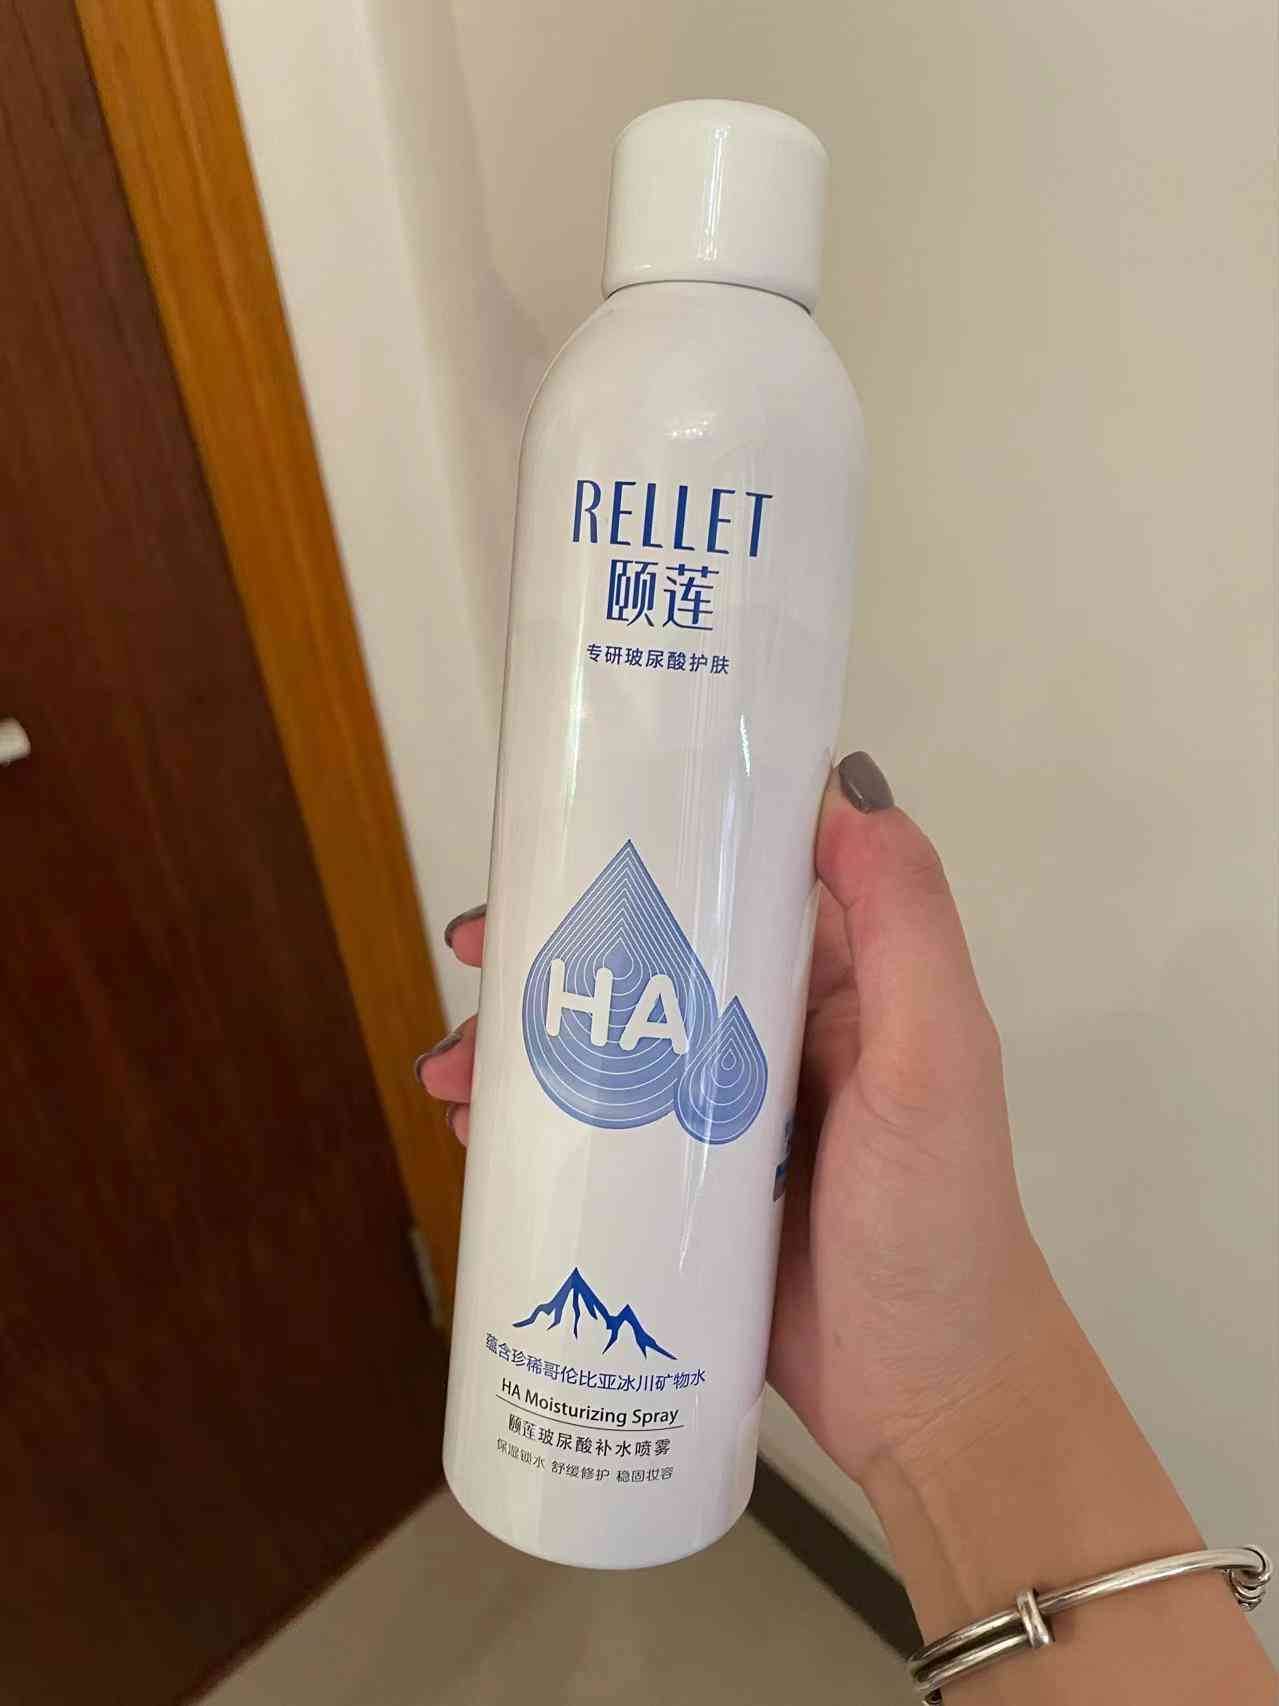 RELLET
颐莲
专研玻尿酸护肤
HA
蕴含珍稀哥伦比亚冰川矿物水
HA Moisturizing Spray
颐莲玻尿酸补水喷雾
保湿锁水 舒缓修护 稳固妆容